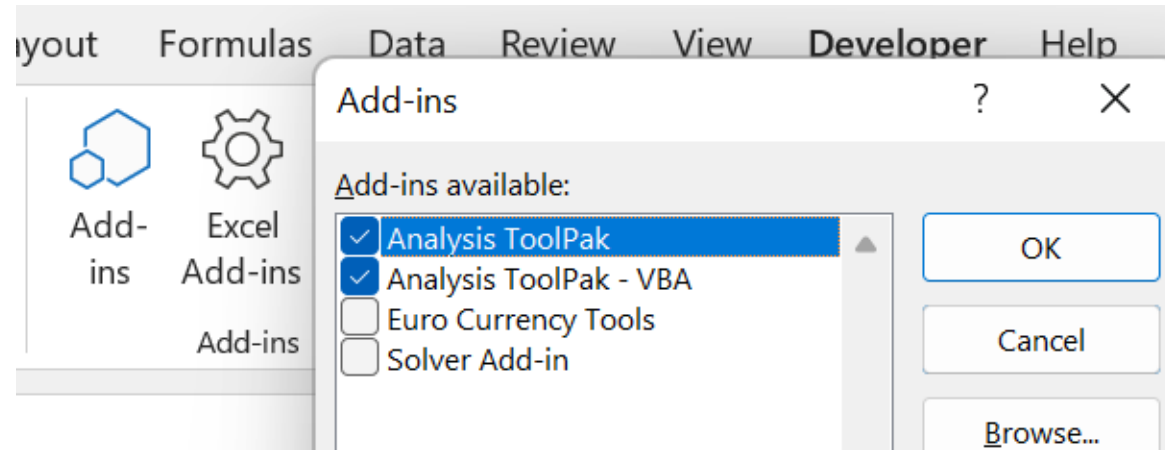 ayout Formulas Data Review View Developer Help
Add-ins ? X
Add-ins available:
Add-
ins
Excel
Add-ins
Add-ins
Analysis ToolPak
Analysis ToolPak - VBA
Euro Currency Tools
Solver Add-in
OK
Cancel
Browse...